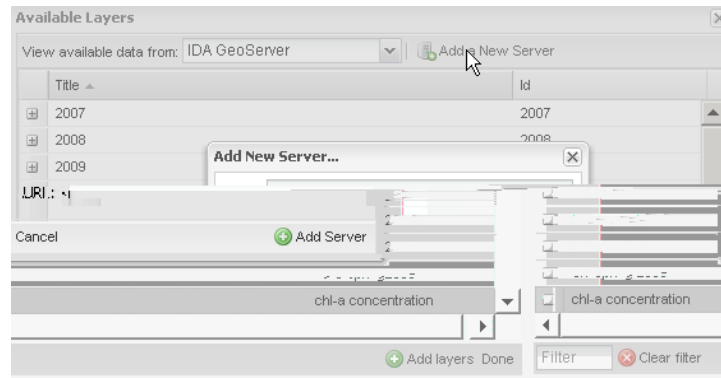 Available Layers
View available data from: IDA GeoServer Add a New Server
Title Id
2007 2007
2008 2008
2009
Add New Server...
URL:
Cancel Add Server
chl-a concentration chl-a concentration
Add layers Done Filter Clear filter